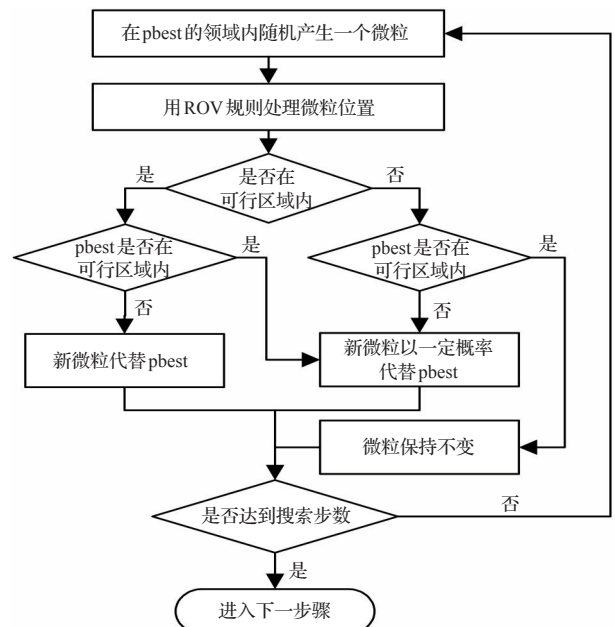 在pbest的领域内随机产生一个微粒
用ROV规则处理微粒位置
是
是否在
可行区域内
否
pbest是否在
可行区域内
是
pbest是否在
可行区域内
是
否
否
新微粒代替pbest
新微粒以一定概率
代替pbest
微粒保持不变
是否达到搜索步数
否
是
进入下一步骤